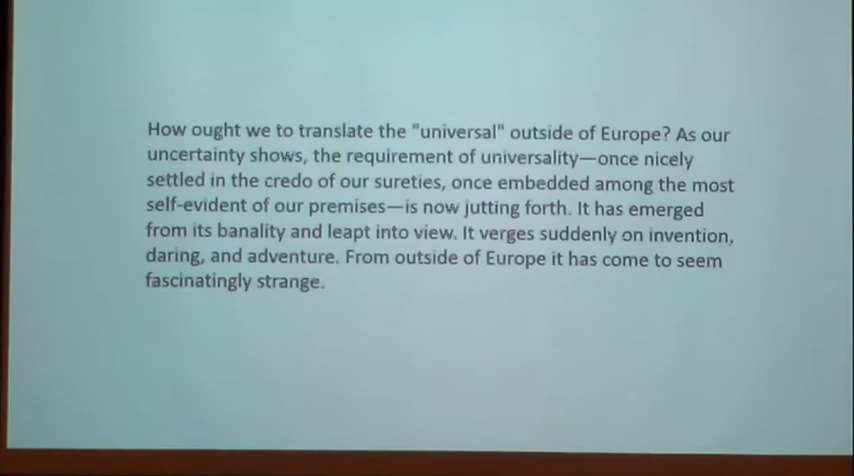 How ought we to translate the "universal" outside of Europe? As our
uncertainty shows, the requirement of universality—once nicely
settled in the credo of our sureties, once embedded among the most
self-evident of our premises—is now jutting forth. It has emerged
from its banality and leapt into view. It verges suddenly on invention,
daring, and adventure. From outside of Europe it has come to seem
fascinatingly strange.